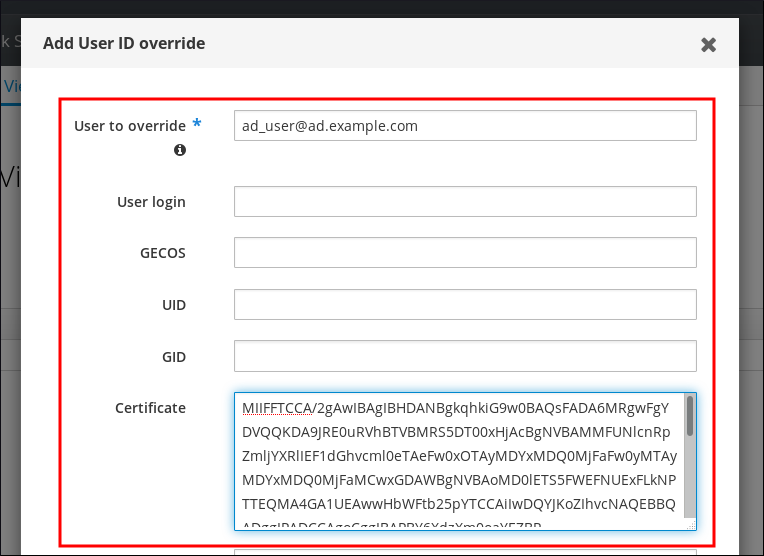 Add User ID override
k S
Vi
User to override *
ad_user@ad.example.com
Vi
User login
GECOS
UID
GID
Certificate
MIIFFTCCA/2gAwIBAgIBHDANBgkqhkiG9w0BAQsFADA6MRgwFgY
DVQQKDA9JRE0uRVhBTVBMRS5DT00xHjAcBgNVBAMMFUNlcnRp
ZmljYXRlIEF1dGhvcml0eTAeFw0xOTAyMDYxMDQ0MjFaFw0yMTAy
MDYxMDQ0MjFaMCwxGDAWBgNVBAoMD0lETS5FWEFNUExFLkNP
TTEQMA4GA1UEAwwHbWFtb25pYTCCAiIwDQYJKoZIhvcNAQEBBQ